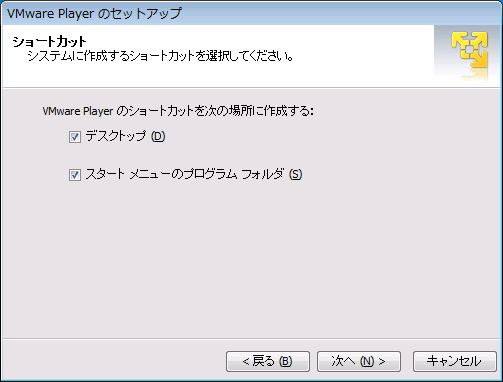 VMware Player のセットアップ
ショートカット
システムに作成するショートカットを選択してください。
VMware Player のショートカットを次の場所に作成する:
デスクトップ (D)
スタート メニューのプログラム フォルダ (S)
< 戻る (B)
次へ (N) >
キャンセル